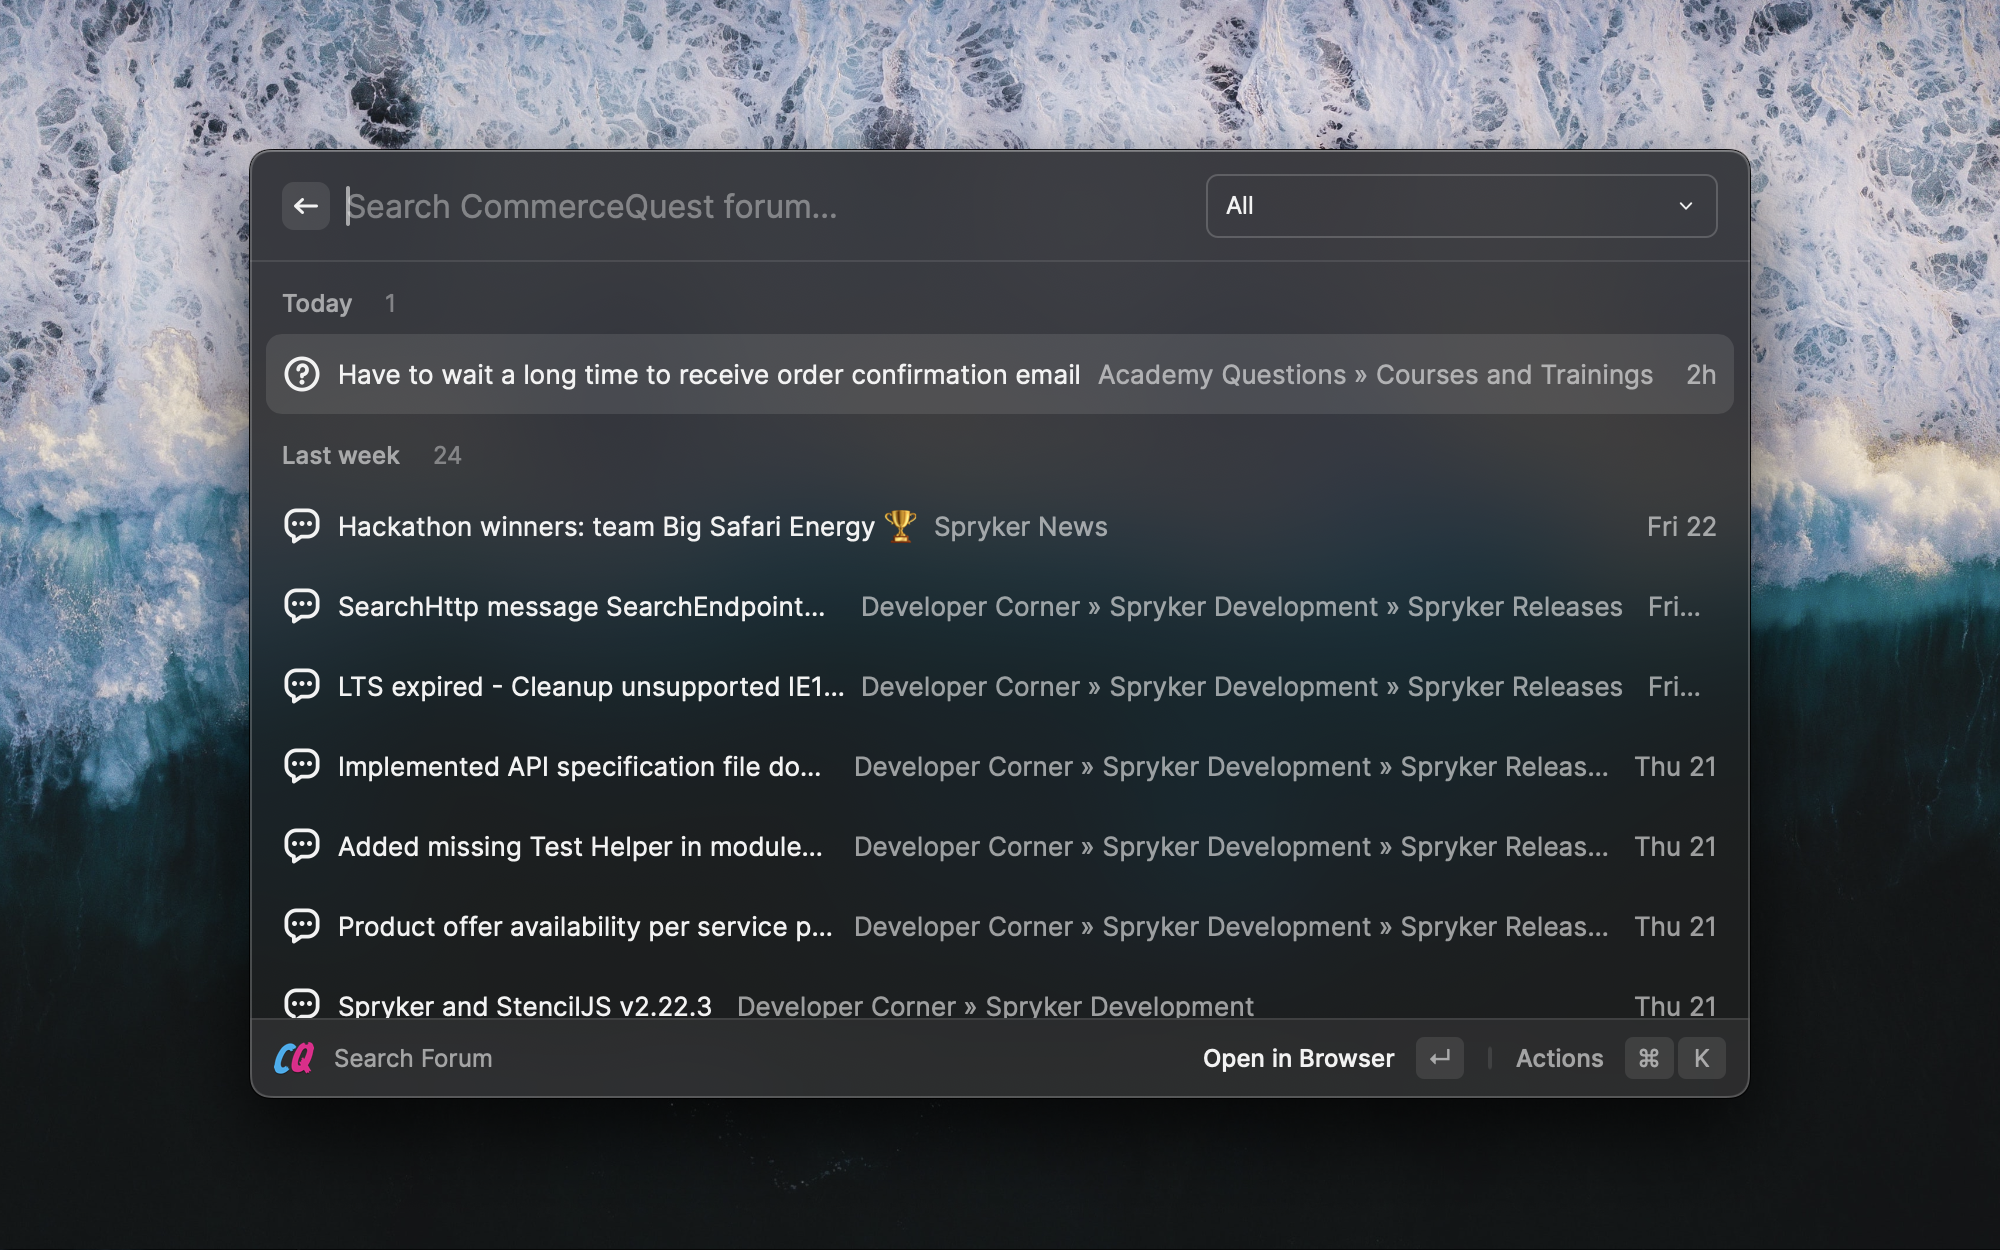 Search CommerceQuest forum...
All
Today 1
Have to wait a long time to receive order confirmation email Academy Questions » Courses and Trainings 2h
Last week 24
Hackathon winners: team Big Safari Energy 🏆 Spryker News Fri 22
SearchHttp message SearchEndpoint... Developer Corner » Spryker Development » Spryker Releases Fri...
LTS expired - Cleanup unsupported IE1... Developer Corner » Spryker Development » Spryker Releases Fri...
Implemented API specification file do... Developer Corner » Spryker Development » Spryker Releas... Thu 21
Added missing Test Helper in module... Developer Corner » Spryker Development » Spryker Releas... Thu 21
Product offer availability per service p... Developer Corner » Spryker Development » Spryker Releas... Thu 21
Spryker and StencilJS v2.22.3 Developer Corner » Spryker Development Thu 21
CQ Search Forum Open in Browser ↵ Actions ⌘ K